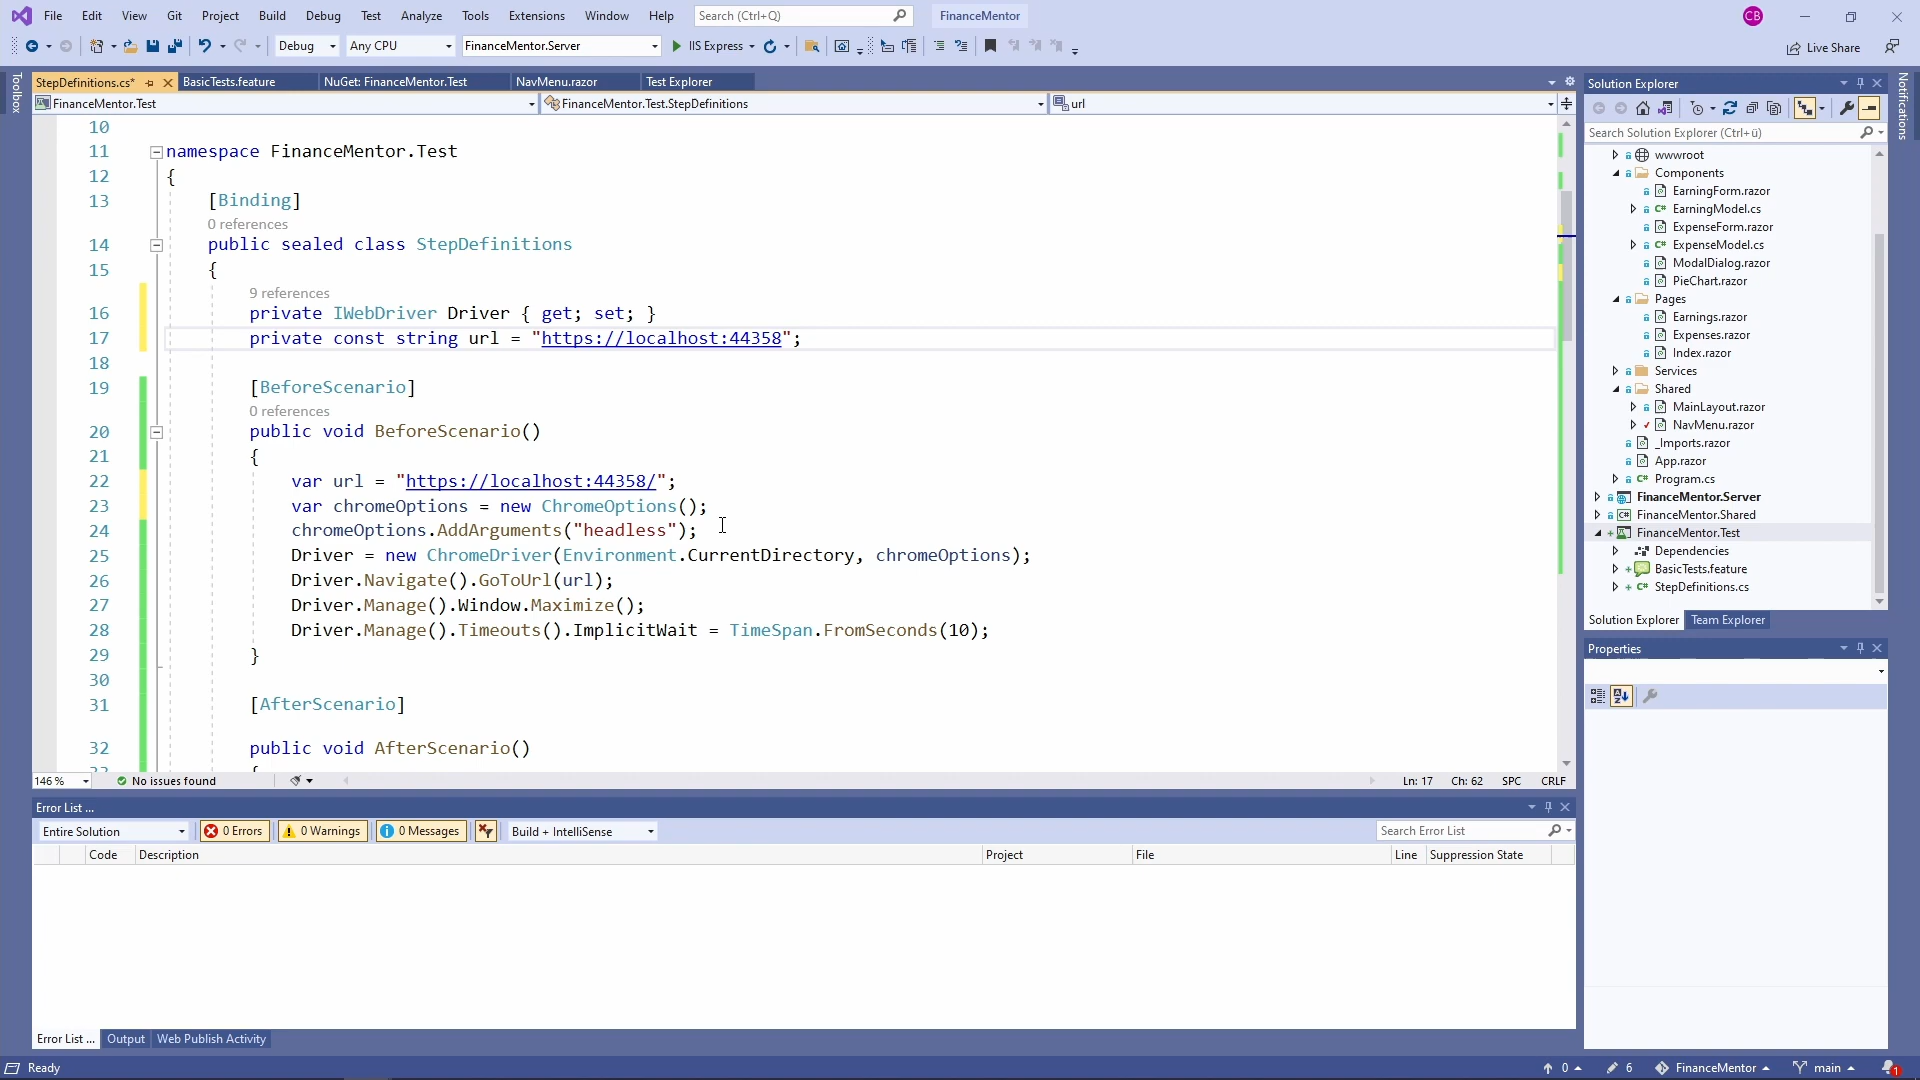 File Edit View Git Project Build Debug Test Analyze Tools Extensions Window Help Search (Ctrl+Q) FinanceMentor CB
Debug Any CPU FinanceMentor.Server IIS Express Live Share
Toolbox
StepDefinitions.cs* BasicTests.feature NuGet: FinanceMentor.Test NavMenu.razor Test Explorer
FinanceMentor.Test FinanceMentor.Test.StepDefinitions url
10
11 namespace FinanceMentor.Test
12 {
13 [Binding]
0 references
14 public sealed class StepDefinitions
15 {
9 references
16 private IWebDriver Driver { get; set; }
17 private const string url = "https://localhost:44358";
18
19 [BeforeScenario]
0 references
20 public void BeforeScenario()
21 {
22 var url = "https://localhost:44358/";
23 var chromeOptions = new ChromeOptions();
24 chromeOptions.AddArguments("headless");
25 Driver = new ChromeDriver(Environment.CurrentDirectory, chromeOptions);
26 Driver.Navigate().GoToUrl(url);
27 Driver.Manage().Window.Maximize();
28 Driver.Manage().Timeouts().ImplicitWait = TimeSpan.FromSeconds(10);
29 }
30
31 [AfterScenario]
32 public void AfterScenario()
33 {
146 % No issues found Ln: 17 Ch: 62 SPC CRLF
Error List ...
Entire Solution 0 Errors 0 Warnings 0 Messages Build + IntelliSense Search Error List
Code Description Project File Line Suppression State
Error List ... Output Web Publish Activity
Solution Explorer
Search Solution Explorer (Ctrl+ü)
wwwroot
Components
EarningForm.razor
EarningModel.cs
ExpenseForm.razor
ExpenseModel.cs
ModalDialog.razor
PieChart.razor
Pages
Earnings.razor
Expenses.razor
Index.razor
Services
Shared
MainLayout.razor
NavMenu.razor
_Imports.razor
App.razor
Program.cs
FinanceMentor.Server
FinanceMentor.Shared
FinanceMentor.Test
Dependencies
BasicTests.feature
StepDefinitions.cs
Solution Explorer Team Explorer
Properties
Notifications
Ready 0 6 FinanceMentor main 1